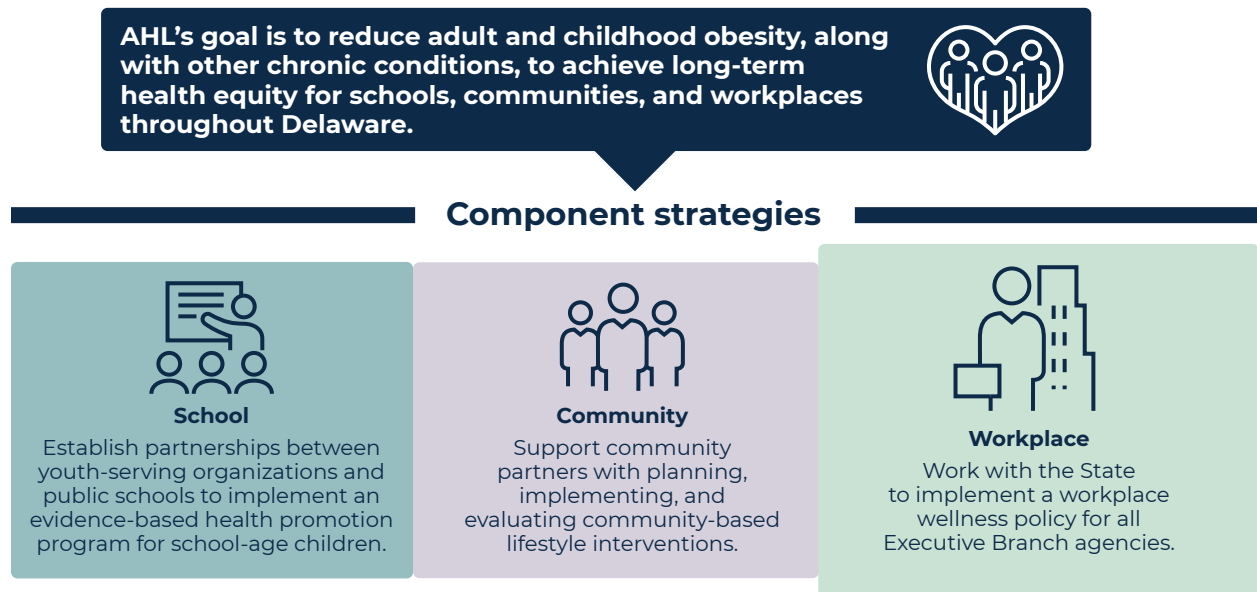 AHL's goal is to reduce adult and childhood obesity, along
with other chronic conditions, to achieve long-term
health equity for schools, communities, and workplaces
throughout Delaware.
Component strategies
School
Establish partnerships between
youth-serving organizations and
public schools to implement an
evidence-based health promotion
program for school-age children.
Community
Support community
partners with planning,
implementing, and
evaluating community-based
lifestyle interventions.
Workplace
Work with the State
to implement a workplace
wellness policy for all
Executive Branch agencies.